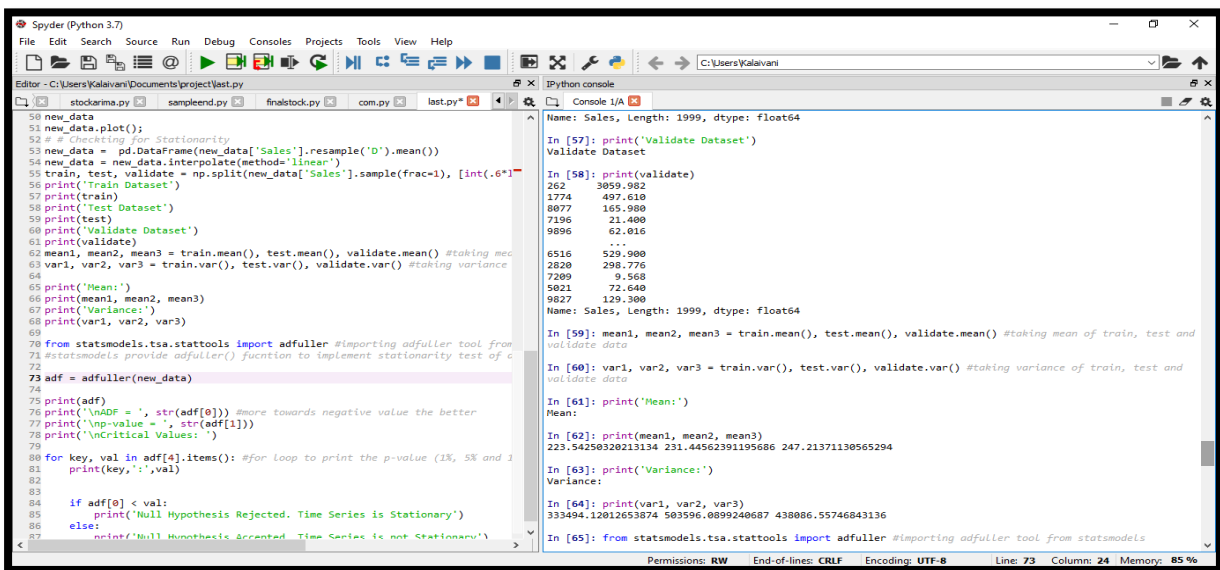 Spyder (Python 3.7)
File Edit Search Source Run Debug Consoles Projects Tools View Help
C:\Users\Kalaivani
Editor - C:\Users\Kalaivani\Documents\project\last.py
stockarima.py sampleend.py finalstock.py com.py last.py*
50 new_data
51 new_data.plot();
52 # # Checkting for Stationarity
53 new_data = pd.DataFrame(new_data['Sales'].resample('D').mean())
54 new_data = new_data.interpolate(method='linear')
55 train, test, validate = np.split(new_data['Sales'].sample(frac=1), [int(.6*l
56 print('Train Dataset')
57 print(train)
58 print('Test Dataset')
59 print(test)
60 print('Validate Dataset')
61 print(validate)
62 mean1, mean2, mean3 = train.mean(), test.mean(), validate.mean() #taking mea
63 var1, var2, var3 = train.var(), test.var(), validate.var() #taking variance
64
65 print('Mean:')
66 print(mean1, mean2, mean3)
67 print('Variance:')
68 print(var1, var2, var3)
69
70 from statsmodels.tsa.stattools import adfuller #importing adfuller tool from
71 #statsmodels provide adfuller() fucntion to implement stationarity test of
72
73 adf = adfuller(new_data)
74
75 print(adf)
76 print('\nADF = ', str(adf[0])) #more towards negative value the better
77 print('\np-value = ', str(adf[1]))
78 print('\nCritical Values: ')
79
80 for key, val in adf[4].items(): #for loop to print the p-value (1%, 5% and 1
81 print(key,':',val)
82
83
84 if adf[0] < val:
85 print('Null Hypothesis Rejected. Time Series is Stationary')
86 else:
87 print('Null Hypothesis Accepted. Time Series is not Stationary')
IPython console
Console 1/A
Name: Sales, Length: 1999, dtype: float64
In [57]: print('Validate Dataset')
Validate Dataset
In [58]: print(validate)
262 3059.982
1774 497.610
8077 165.980
7196 21.400
9896 62.016
...
6516 529.900
2820 298.776
7209 9.568
5021 72.640
9827 129.300
Name: Sales, Length: 1999, dtype: float64
In [59]: mean1, mean2, mean3 = train.mean(), test.mean(), validate.mean() #taking mean of train, test and
validate data
In [60]: var1, var2, var3 = train.var(), test.var(), validate.var() #taking variance of train, test and
validate data
In [61]: print('Mean:')
Mean:
In [62]: print(mean1, mean2, mean3)
223.54250320213134 231.44562391195686 247.21371130565294
In [63]: print('Variance:')
Variance:
In [64]: print(var1, var2, var3)
333494.12012653874 503596.0899240687 438086.55746843136
In [65]: from statsmodels.tsa.stattools import adfuller #importing adfuller tool from statsmodels
Permissions: RW End-of-lines: CRLF Encoding: UTF-8 Line: 73 Column: 24 Memory: 85 %